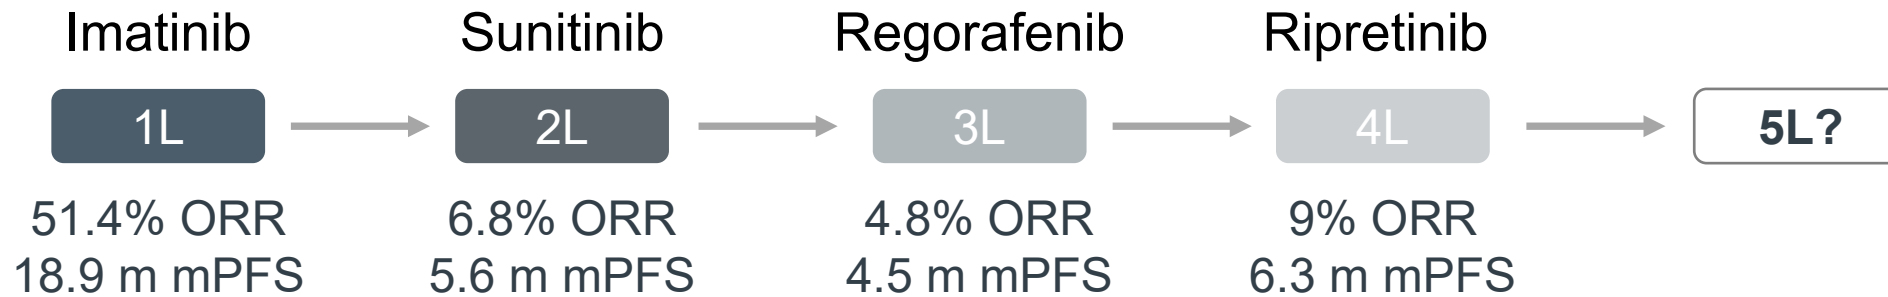 Imatinib
Sunitinib
Regorafenib
Ripretinib
1L
2L
3L
4L
5L?
51.4% ORR
18.9 m mPFS
6.8% ORR
5.6 m mPFS
4.8% ORR
4.5 m mPFS
9% ORR
6.3 m mPFS